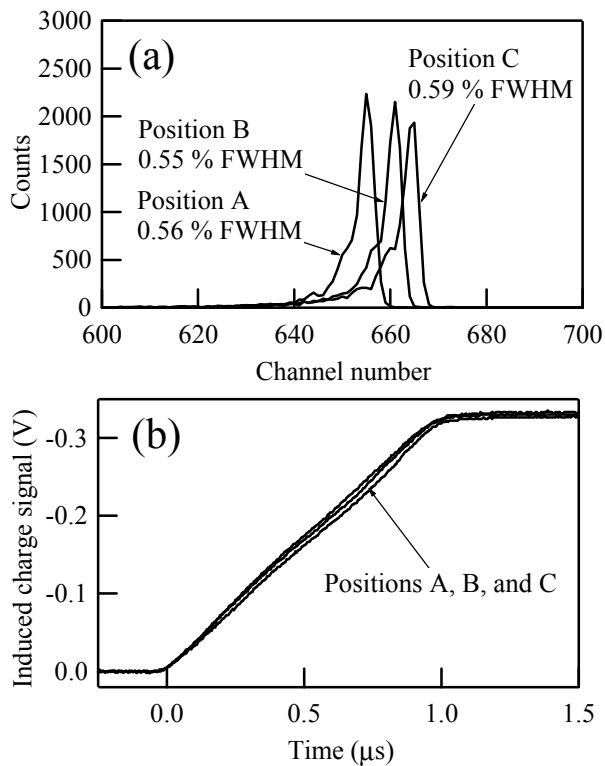 3000
2500
2000
1500
1000
500
0
Counts
(a)
Position C
0.59 % FWHM
Position B
0.55 % FWHM
Position A
0.56 % FWHM
600 620 640 660 680 700
Channel number
Induced charge signal (V)
-0.3
-0.2
-0.1
0.0
(b)
Positions A, B, and C
0.0 0.5 1.0 1.5
Time (μs)